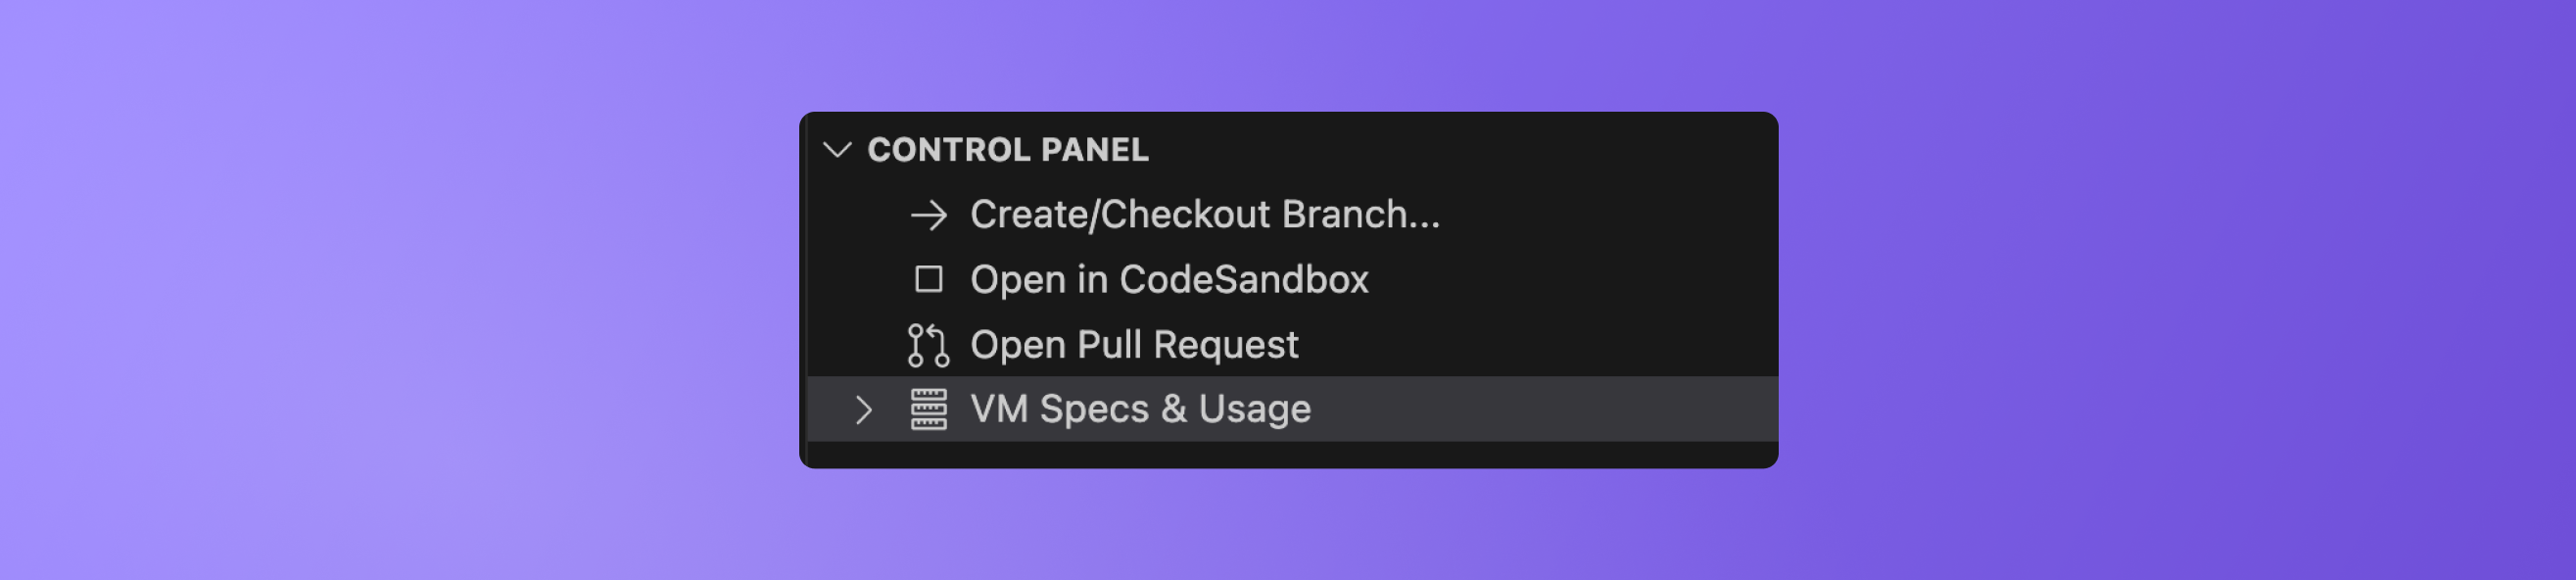 CONTROL PANEL
Create/Checkout Branch...
Open in CodeSandbox
Open Pull Request
VM Specs & Usage